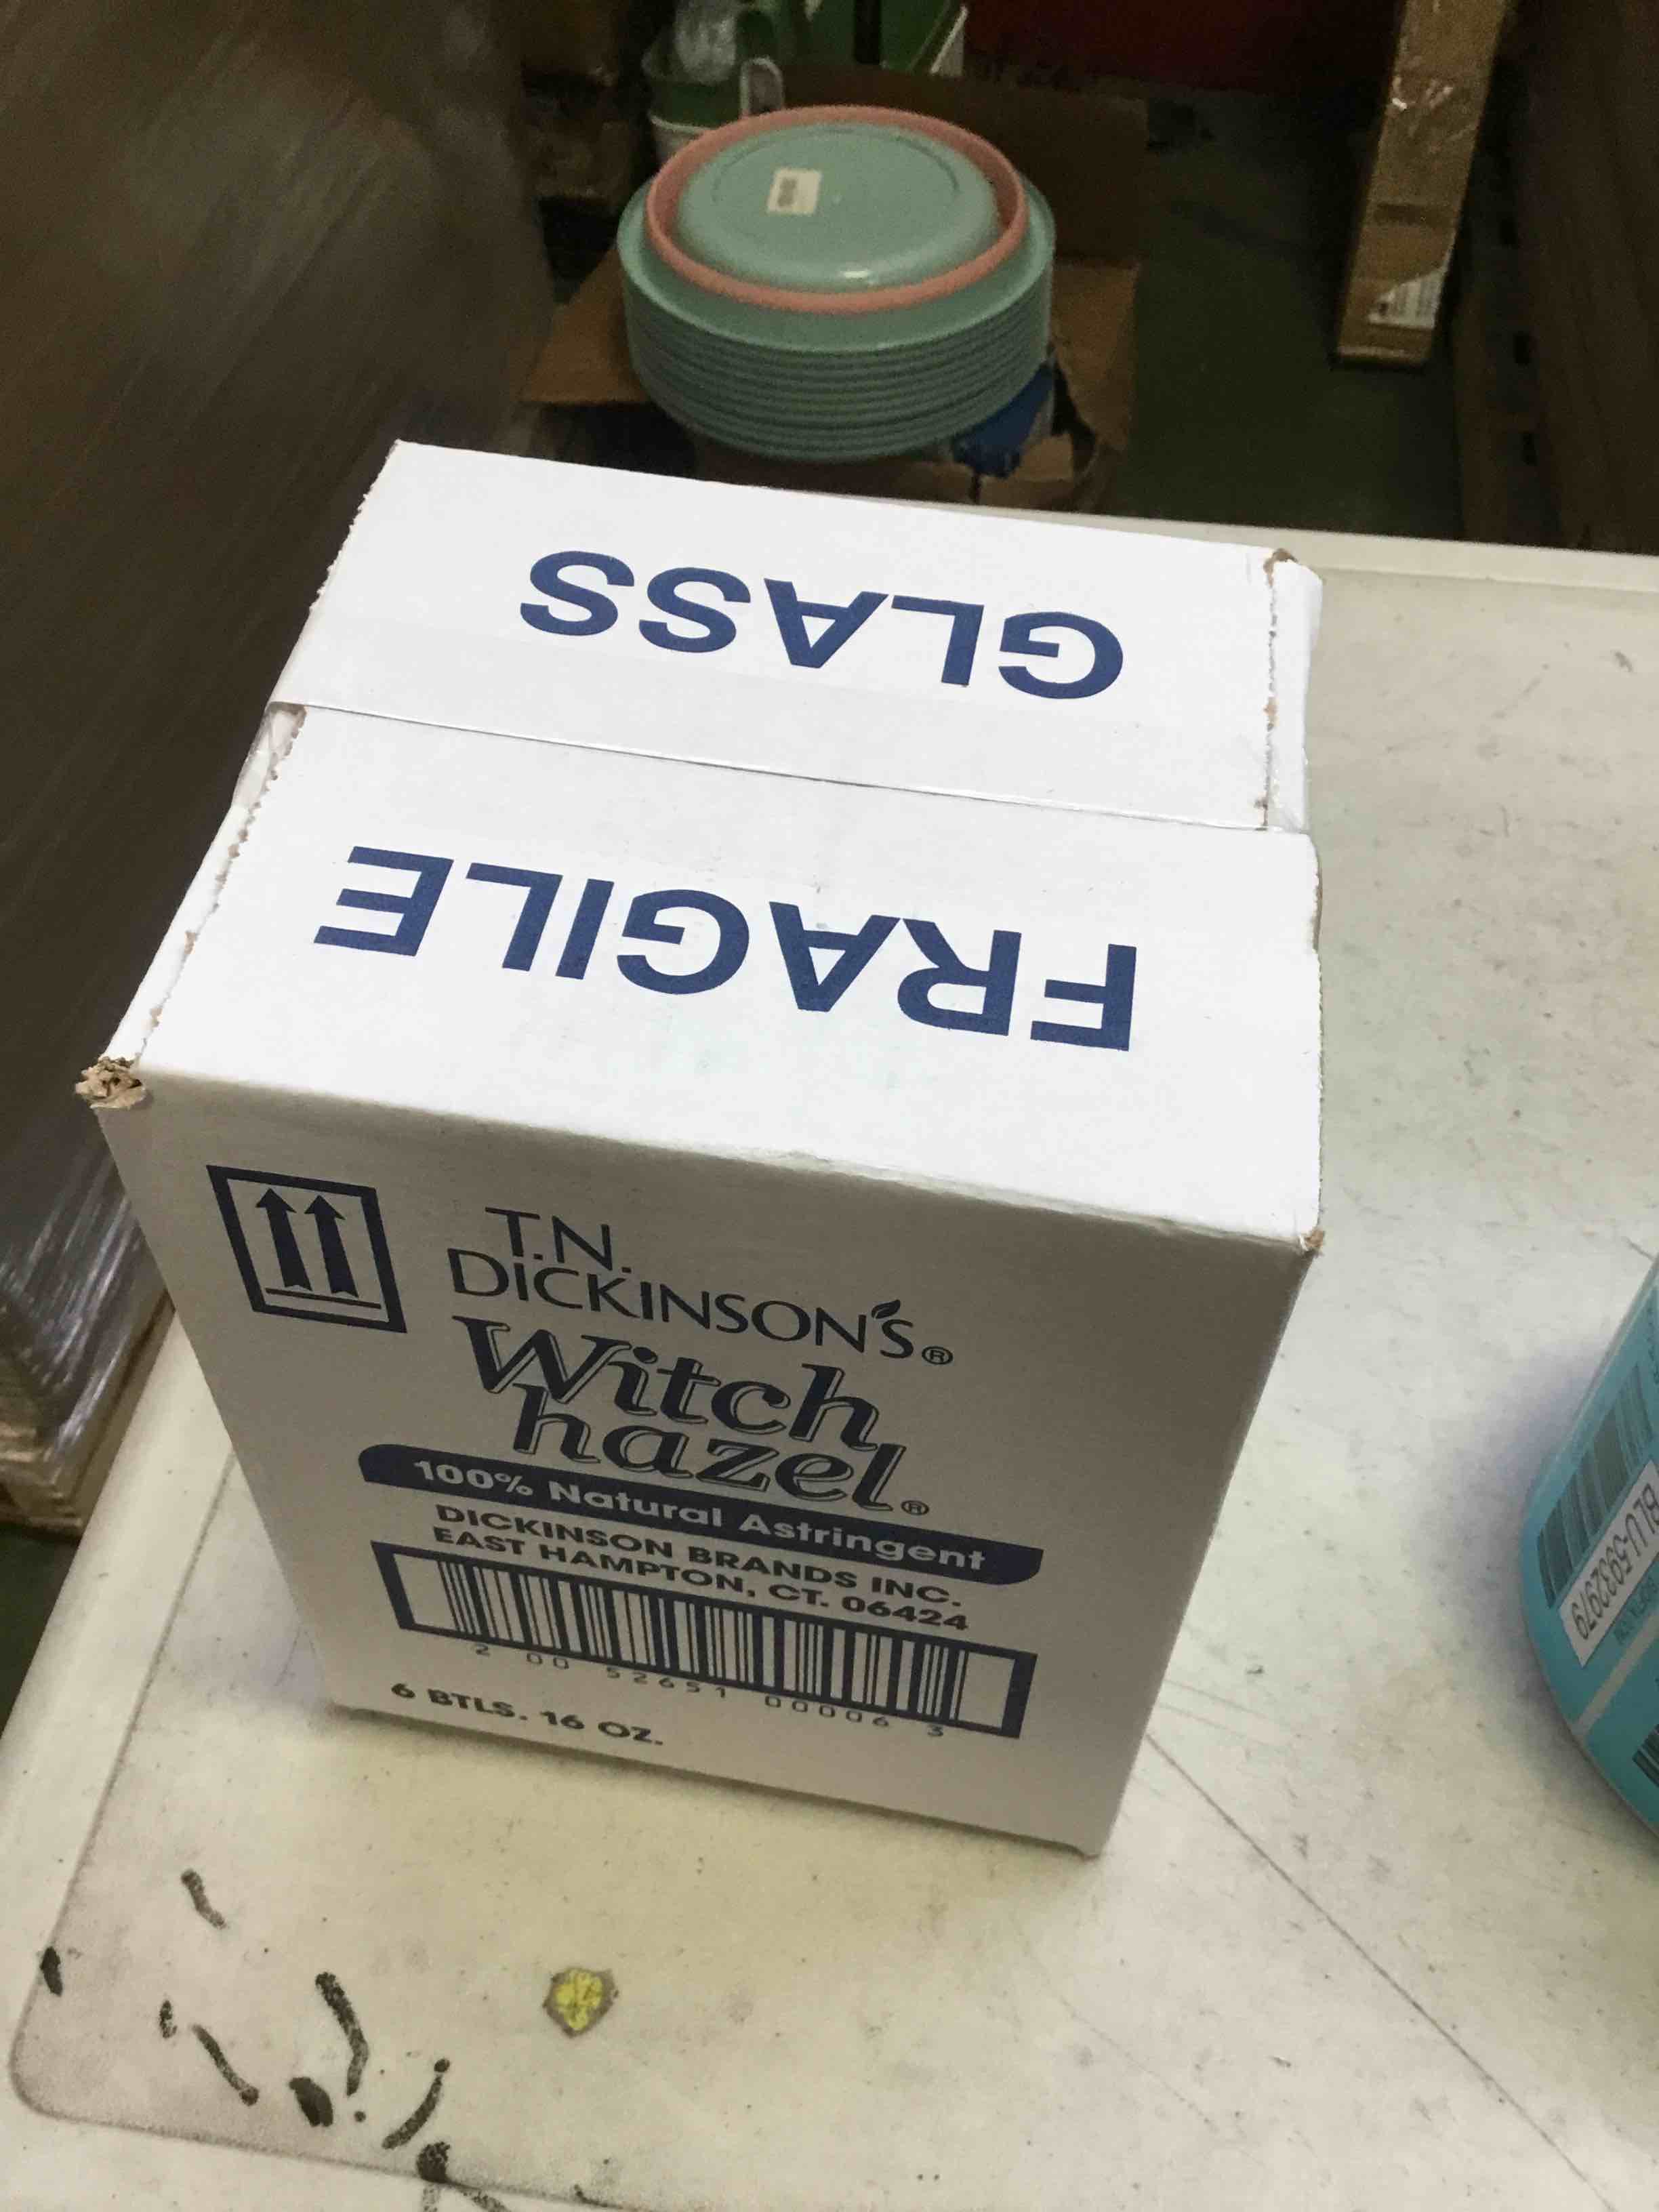 GLASS
FRAGILE
T.N.
DICKINSON'S®
Witch
hazel®
100% Natural Astringent
DICKINSON BRANDS INC.
EAST HAMPTON, CT. 06424
2 00 52651 00006 3
6 BTLS. 16 OZ.
BLU5932979